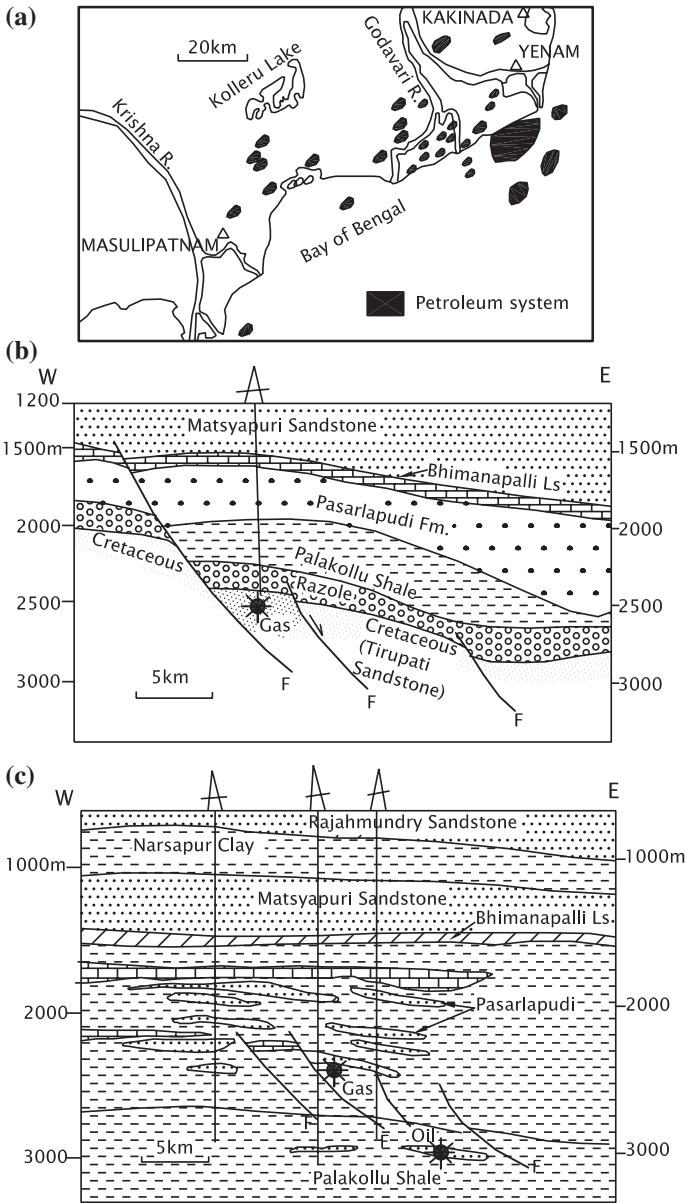 (a)
KAKINADA
YENAM
20km
Kolleru Lake
Godavari R.
Krishna R.
MASULIPATNAM
Bay of Bengal
Petroleum system
(b)
W
E
1200
Matsyapuri Sandstone
1500m
1500m
Bhimanapalli Ls
Pasarlapudi Fm.
2000
2000
Cretaceous
Palakollu Shale
Razole
2500
2500
Gas
Cretaceous
(Tirupati
Sandstone)
5km
3000
3000
F
F
F
(c)
W
E
Rajahmundry Sandstone
Narsapur Clay
1000m
1000m
Matsyapuri Sandstone
Bhimanapalli Ls.
2000
2000
Pasarlapudi
Gas
F
F
Oil
5km
3000
3000
F
Palakollu Shale